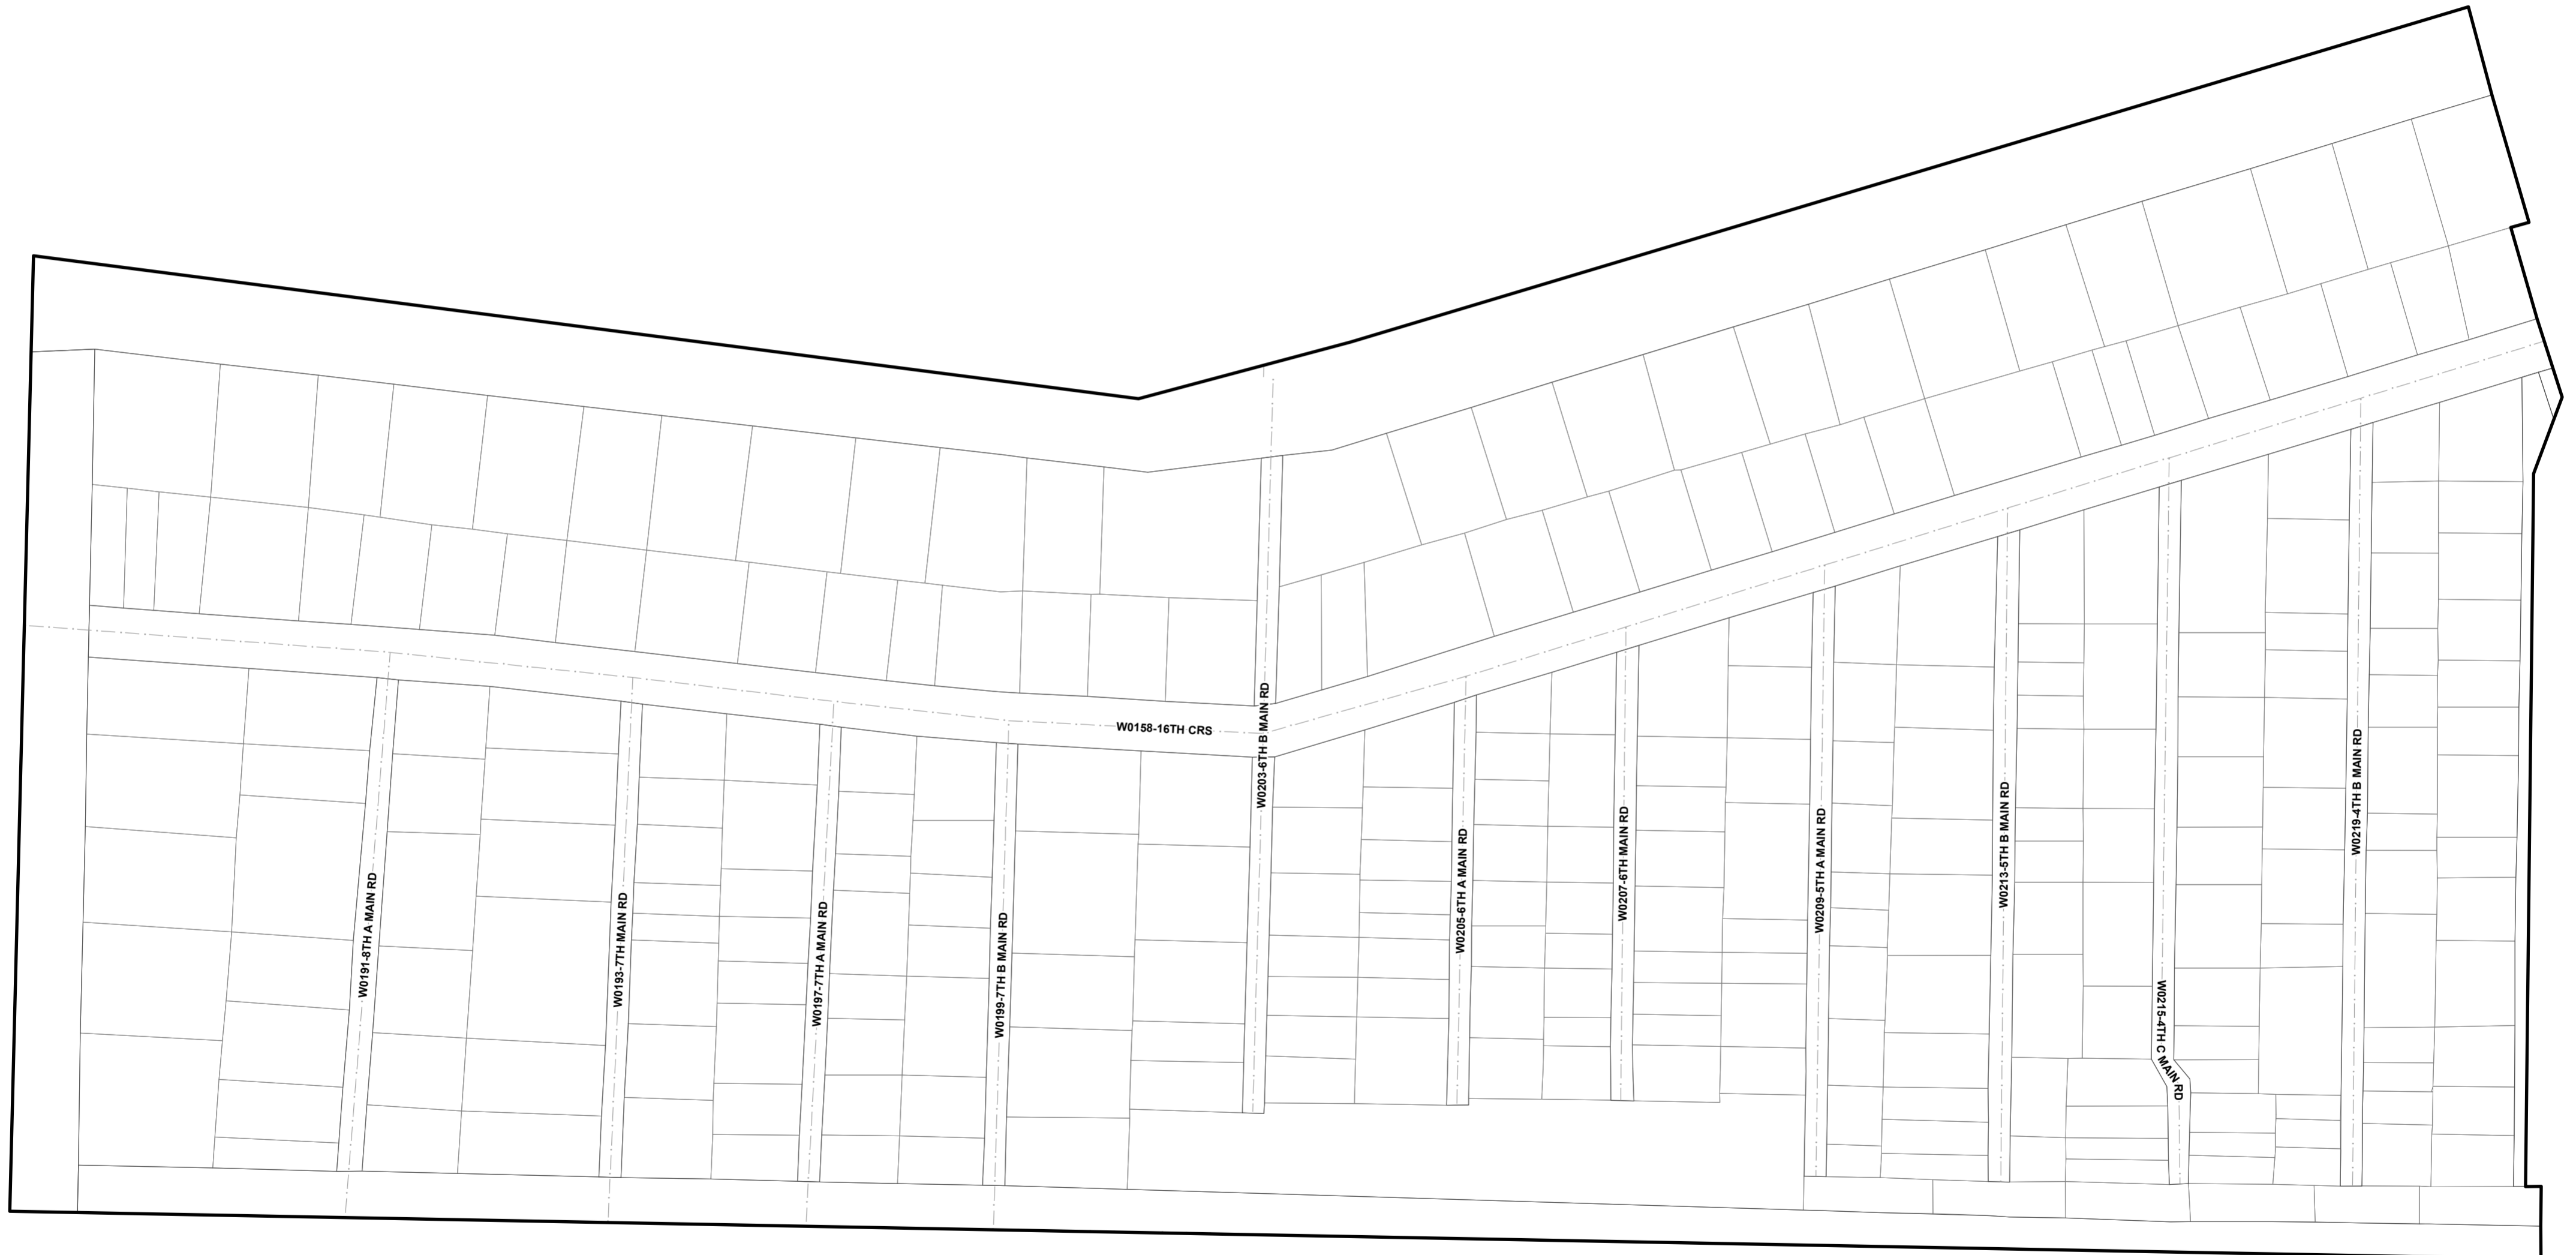 W0158-16TH CRS
W0191-8TH A MAIN RD
W0193-7TH MAIN RD
W0197-7TH A MAIN RD
W0199-7TH B MAIN RD
W0203-6TH B MAIN RD
W0205-6TH A MAIN RD
W0207-6TH MAIN RD
W0209-5TH A MAIN RD
W0213-5TH B MAIN RD
W0215-4TH C MAIN RD
W0219-4TH B MAIN RD